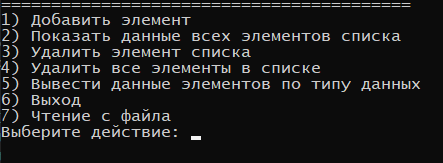 =========================================
1) Добавить элемент
2) Показать данные всех элементов списка
3) Удалить элемент списка
4) Удалить все элементы в списке
5) Вывести данные элементов по типу данных
6) Выход
7) Чтение с файла
Выберите действие: _